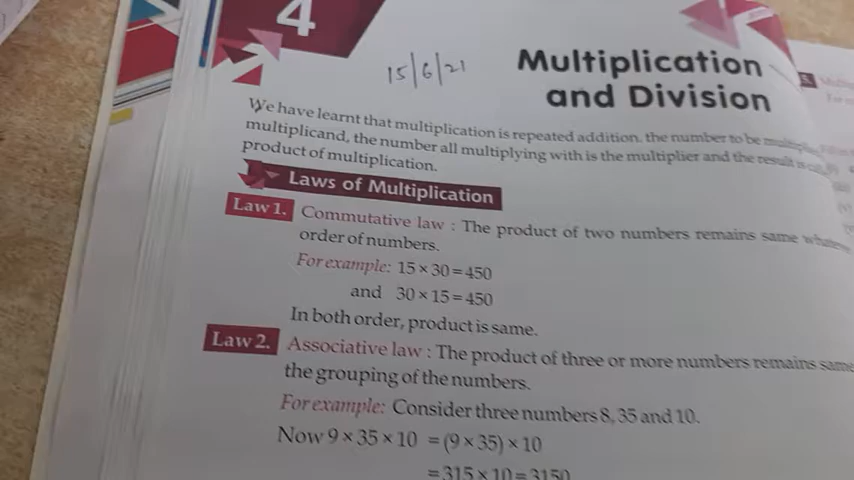 4
15/6/21
Multiplication
and Division
We have learnt that multiplication is repeated addition. the number to be
multiplicand, the number all multiplying with is the multiplier and the result is
product of multiplication.
Laws of Multiplication
Law 1. Commutative law : The product of two numbers remains same
order of numbers.
For example: 15 × 30 = 450
and 30 × 15 = 450
In both order, product is same.
Law 2. Associative law : The product of three or more numbers remains same
the grouping of the numbers.
For example: Consider three numbers 8, 35 and 10.
Now 9 × 35 × 10 = (9 × 35) × 10
= 315 × 10 = 3150